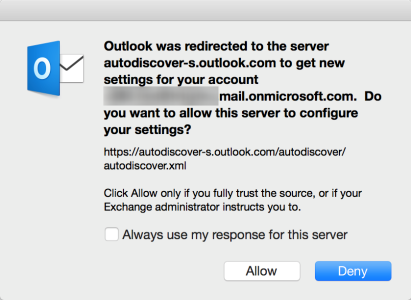 Outlook was redirected to the server
autodiscover-s.outlook.com to get new
settings for your account
mail.onmicrosoft.com. Do
you want to allow this server to configure
your settings?
https://autodiscover-s.outlook.com/autodiscover/
autodiscover.xml
Click Allow only if you fully trust the source, or if your
Exchange administrator instructs you to.
Always use my response for this server
Allow
Deny